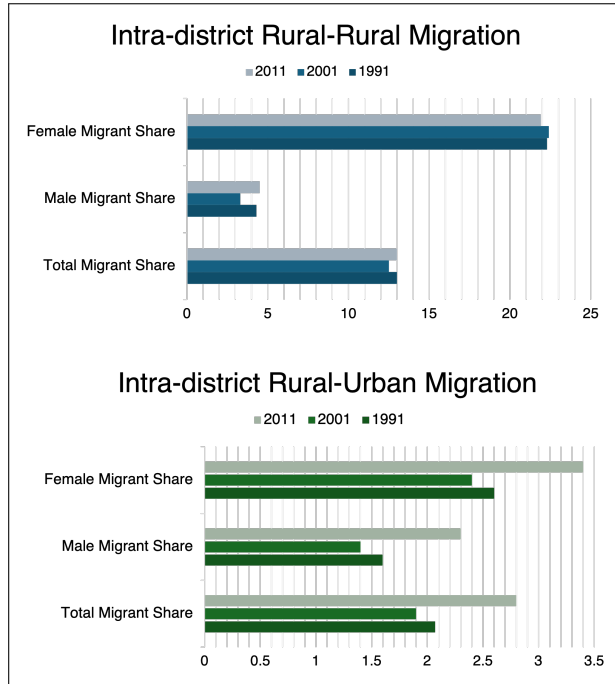 Intra-district Rural-Rural Migration
2011 2001 1991
Female Migrant Share
Male Migrant Share
Total Migrant Share
0 5 10 15 20 25
Intra-district Rural-Urban Migration
2011 2001 1991
Female Migrant Share
Male Migrant Share
Total Migrant Share
0 0.5 1 1.5 2 2.5 3 3.5